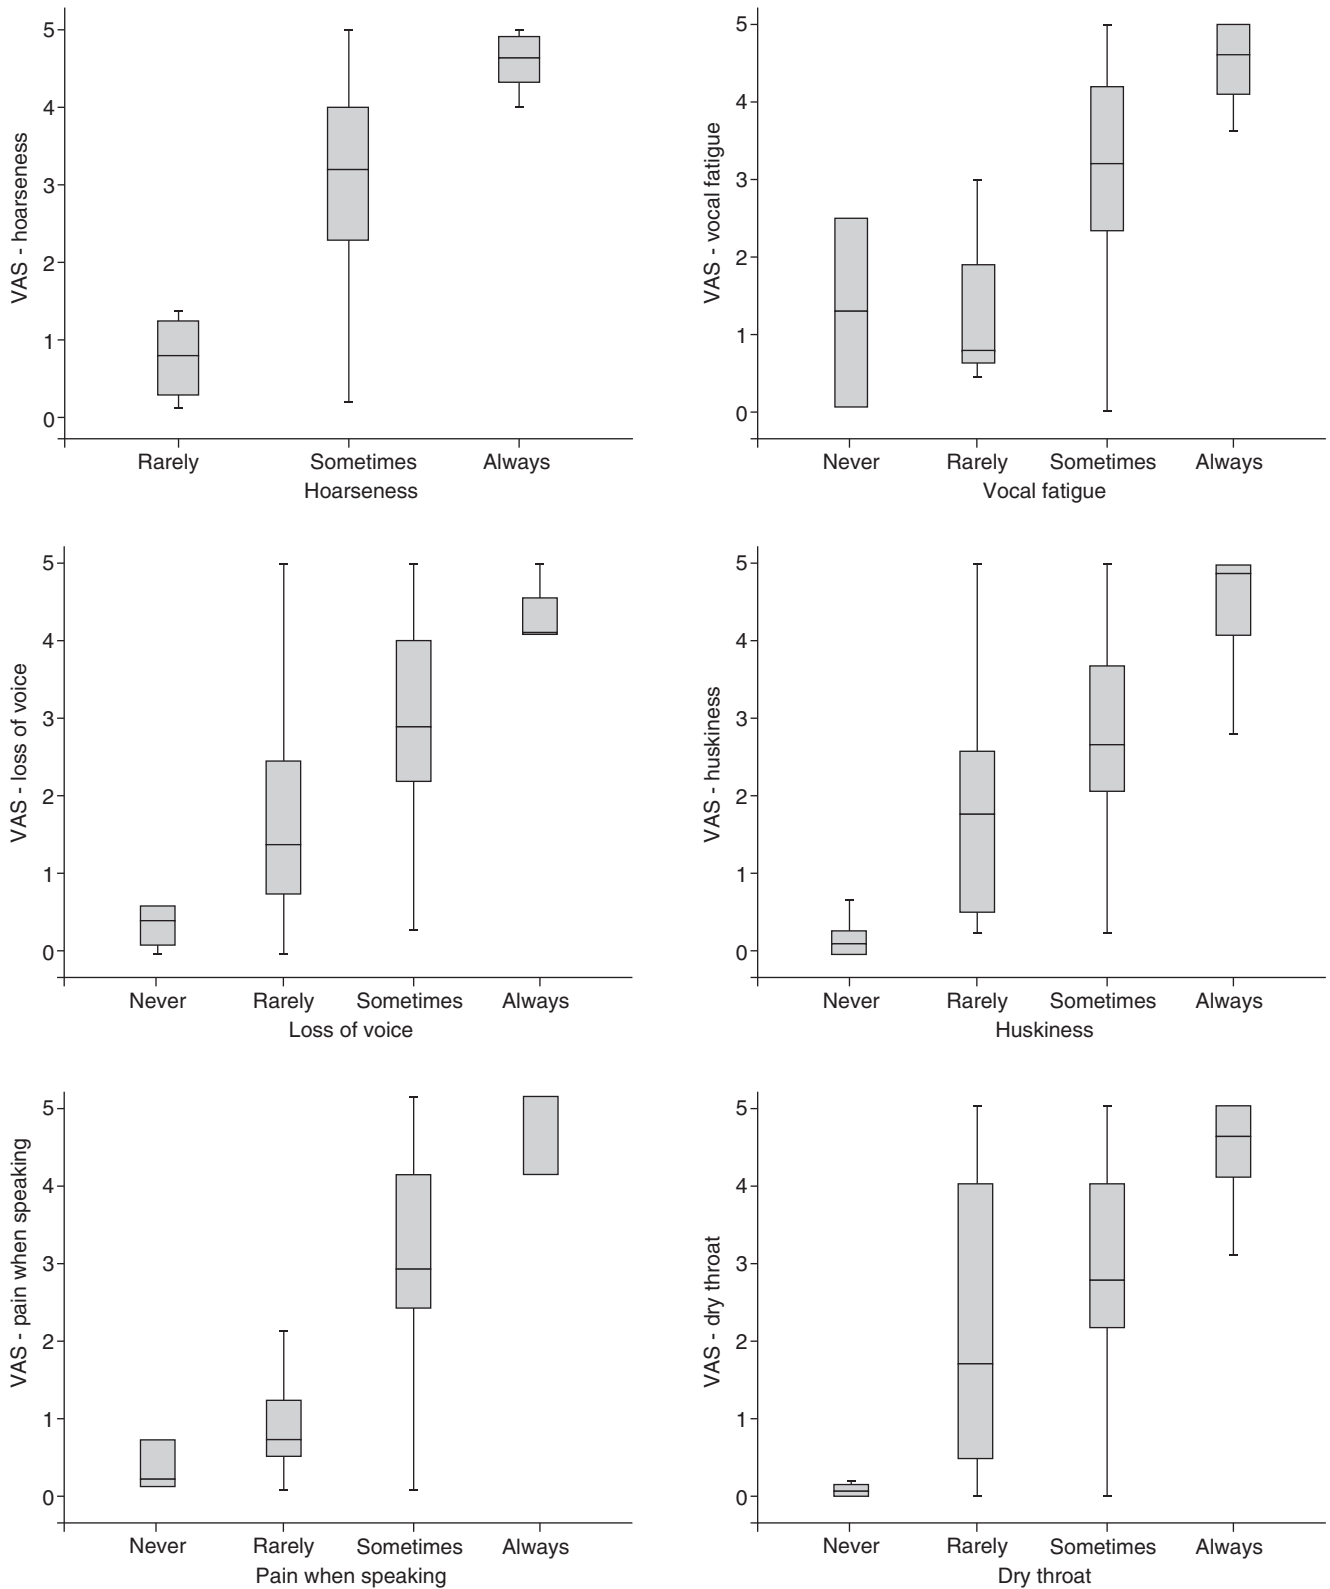 VAS - hoarseness
5
4
3
2
1
0
Rarely Sometimes Always
Hoarseness
VAS - vocal fatigue
5
4
3
2
1
0
Never Rarely Sometimes Always
Vocal fatigue
VAS - loss of voice
5
4
3
2
1
0
Never Rarely Sometimes Always
Loss of voice
VAS - huskiness
5
4
3
2
1
0
Never Rarely Sometimes Always
Huskiness
VAS - pain when speaking
5
4
3
2
1
0
Never Rarely Sometimes Always
Pain when speaking
VAS - dry throat
5
4
3
2
1
0
Never Rarely Sometimes Always
Dry throat